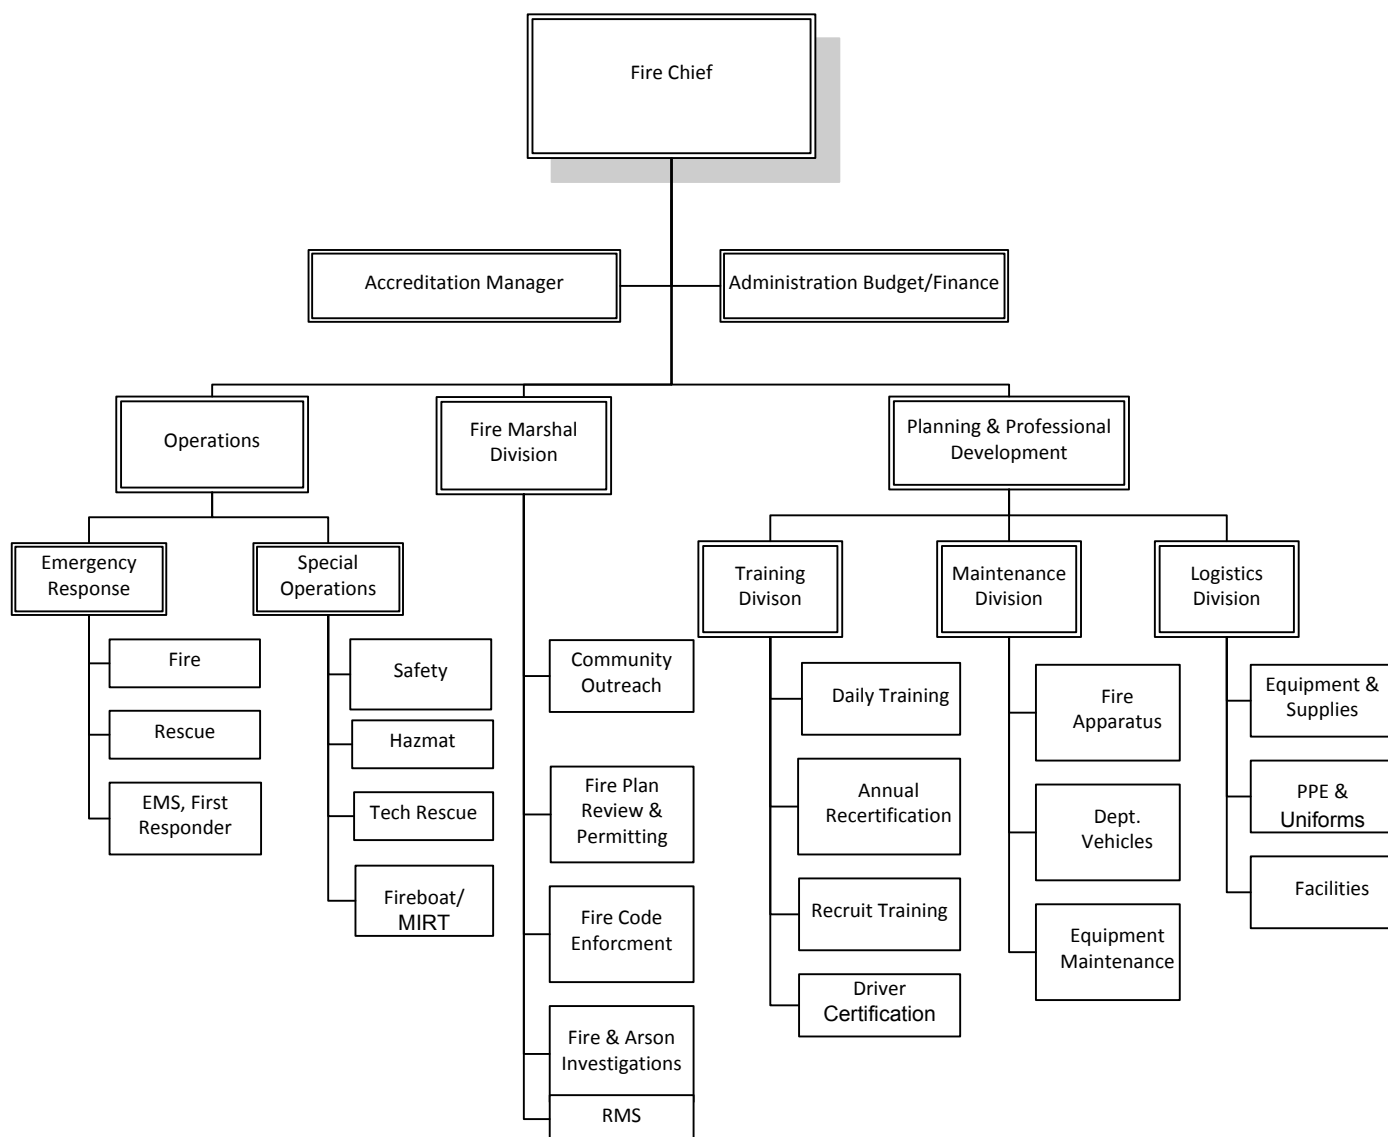 Fire Chief
Accreditation Manager
Administration Budget/Finance
Operations
Fire Marshal
Division
Planning & Professional
Development
Emergency
Response
Special
Operations
Training
Divison
Maintenance
Division
Logistics
Division
Fire
Rescue
EMS, First
Responder
Safety
Hazmat
Tech Rescue
Fireboat/
MIRT
Community
Outreach
Fire Plan
Review &
Permitting
Fire Code
Enforcment
Fire & Arson
Investigations
RMS
Daily Training
Annual
Recertification
Recruit Training
Driver
Certification
Fire
Apparatus
Dept.
Vehicles
Equipment
Maintenance
Equipment &
Supplies
PPE &
Uniforms
Facilities